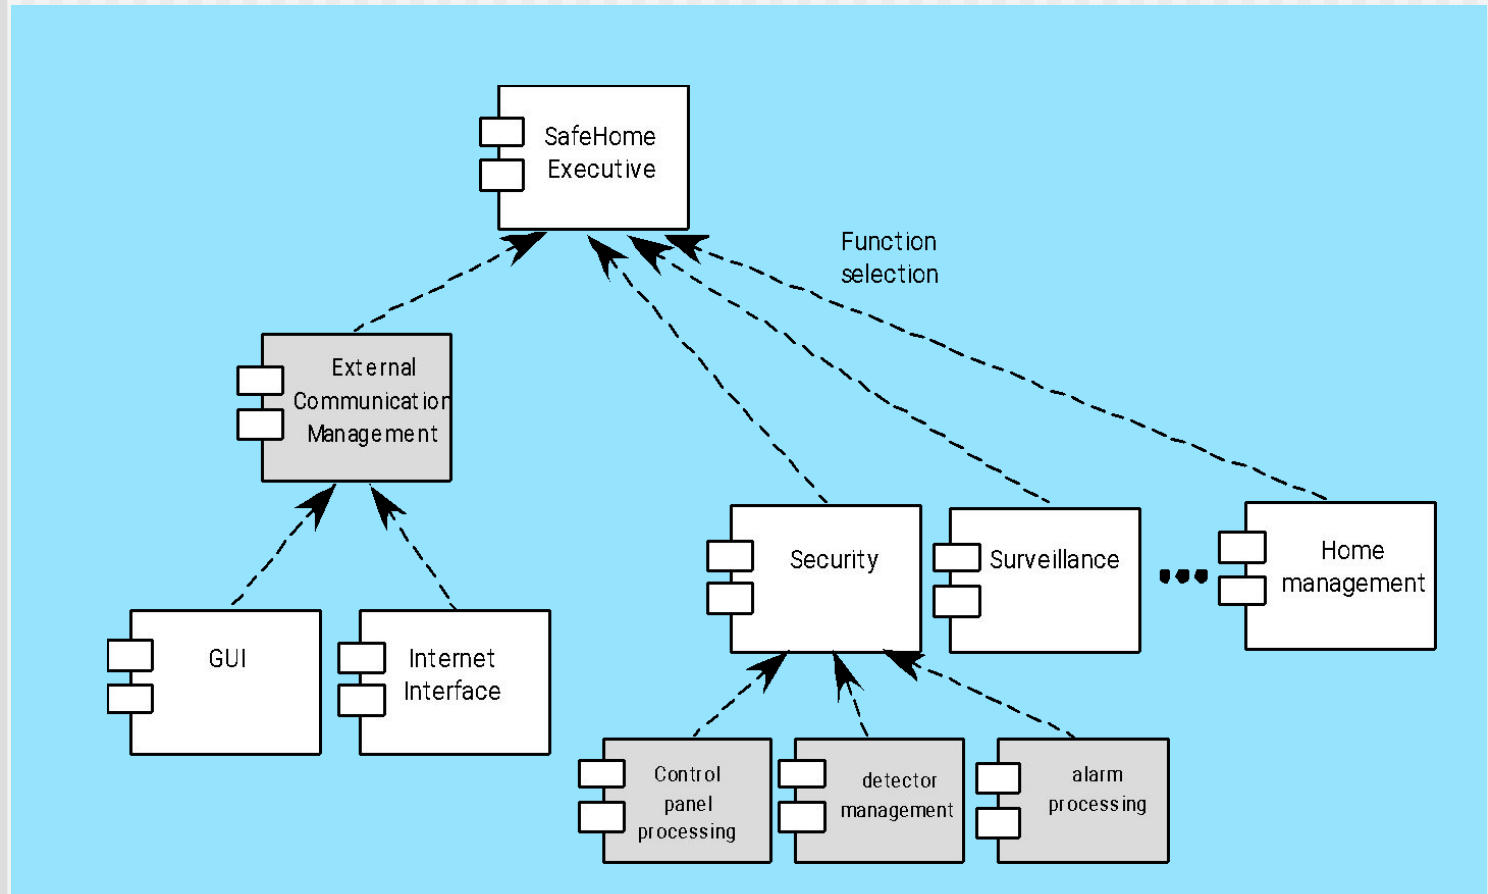 SafeHome
Executive
Function
selection
External
Communication
Management
Security
Surveillance
Home
management
GUI
Internet
Interface
Control
panel
processing
detector
management
alarm
processing